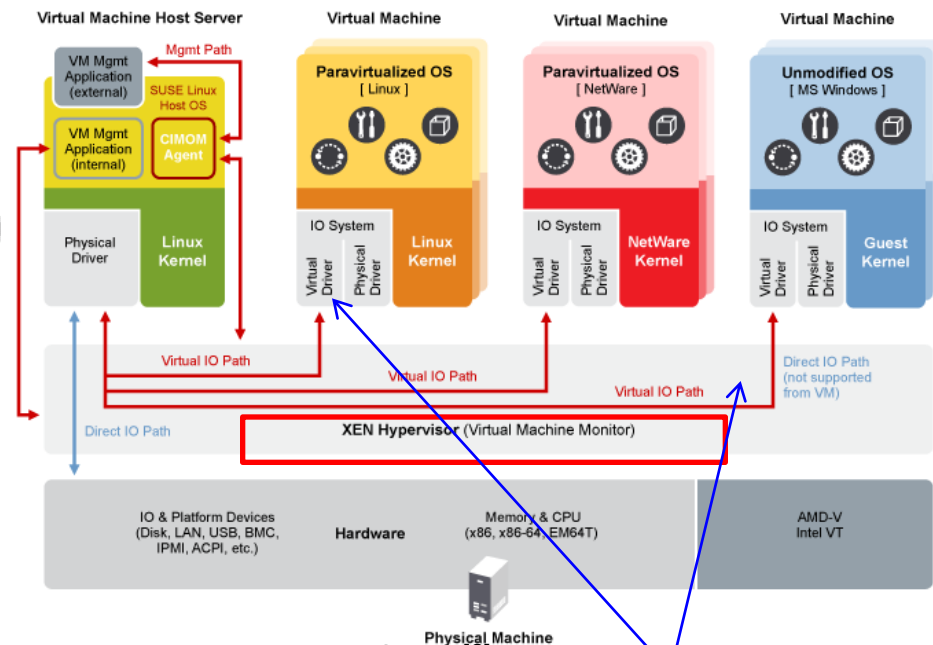 Virtual Machine Host Server
Virtual Machine
Virtual Machine
Virtual Machine
VM Mgmt
Application
(external)
Mgmt Path
SUSE Linux
Host OS
VM Mgmt
Application
(internal)
CIMOM
Agent
Physical
Driver
Linux
Kernel
Paravirtualized OS
[ Linux ]
IO System
Virtual
Driver
Physical
Driver
Linux
Kernel
Paravirtualized OS
[ NetWare ]
IO System
Virtual
Driver
Physical
Driver
NetWare
Kernel
Unmodified OS
[ MS Windows ]
IO System
Virtual
Driver
Physical
Driver
Guest
Kernel
Virtual IO Path
Virtual IO Path
Virtual IO Path
Direct IO Path
(not supported
from VM)
Direct IO Path
XEN Hypervisor (Virtual Machine Monitor)
IO & Platform Devices
(Disk, LAN, USB, BMC,
IPMI, ACPI, etc.)
Hardware
Memory & CPU
(x86, x86-64, EM64T)
AMD-V
Intel VT
Physical Machine